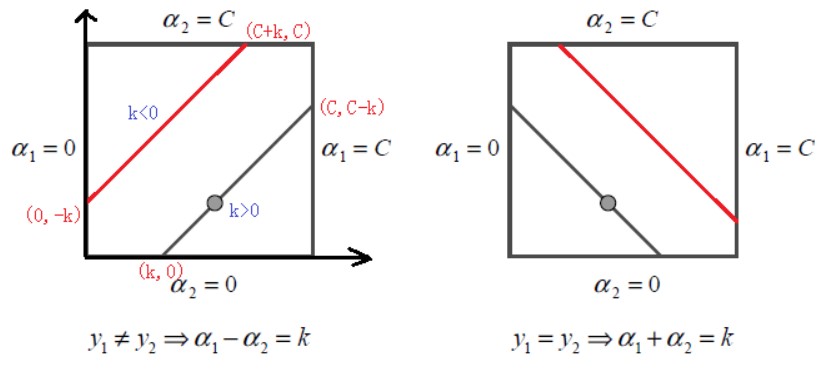 α₂ = C
(C+k, C)
k<0
(C, C-k)
α₁ = 0
α₁ = C
(0, -k)
k>0
(k, 0)
α₂ = 0
y₁ ≠ y₂ ⇒ α₁ − α₂ = k
α₂ = C
α₁ = 0
α₁ = C
α₂ = 0
y₁ = y₂ ⇒ α₁ + α₂ = k